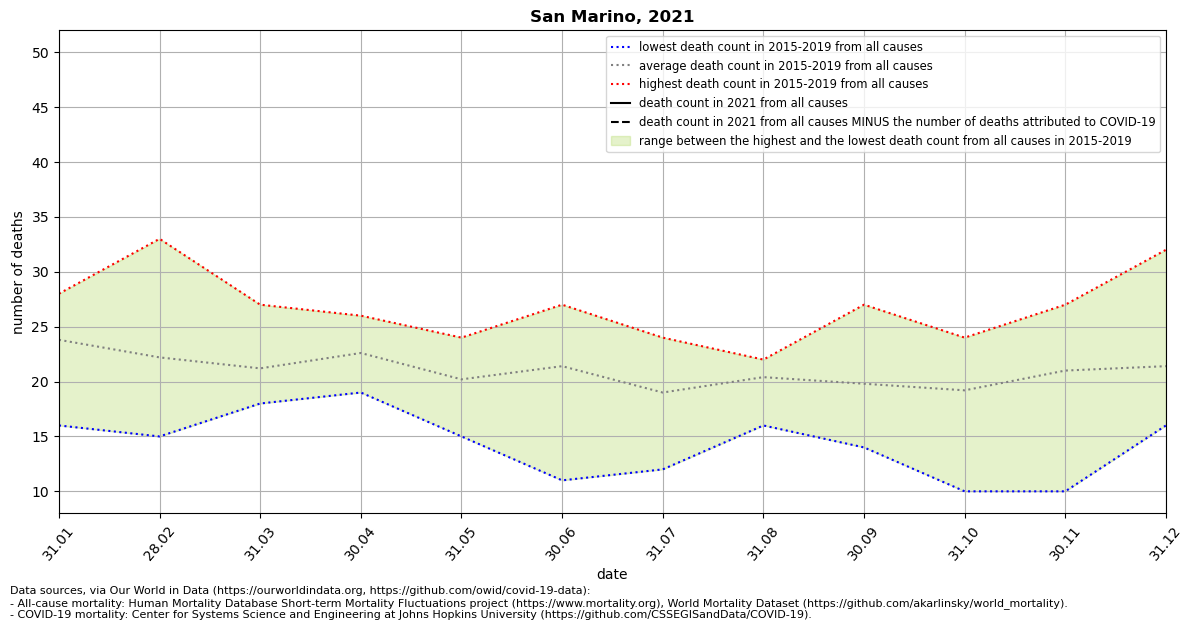 San Marino, 2021
lowest death count in 2015-2019 from all causes
average death count in 2015-2019 from all causes
highest death count in 2015-2019 from all causes
death count in 2021 from all causes
death count in 2021 from all causes MINUS the number of deaths attributed to COVID-19
range between the highest and the lowest death count from all causes in 2015-2019
number of deaths
50
45
40
35
30
25
20
15
10
31.01
28.02
31.03
30.04
31.05
30.06
31.07
31.08
30.09
31.10
30.11
31.12
date
Data sources, via Our World in Data (https://ourworldindata.org, https://github.com/owid/covid-19-data):
- All-cause mortality: Human Mortality Database Short-term Mortality Fluctuations project (https://www.mortality.org), World Mortality Dataset (https://github.com/akarlinsky/world_mortality).
- COVID-19 mortality: Center for Systems Science and Engineering at Johns Hopkins University (https://github.com/CSSEGISandData/COVID-19).